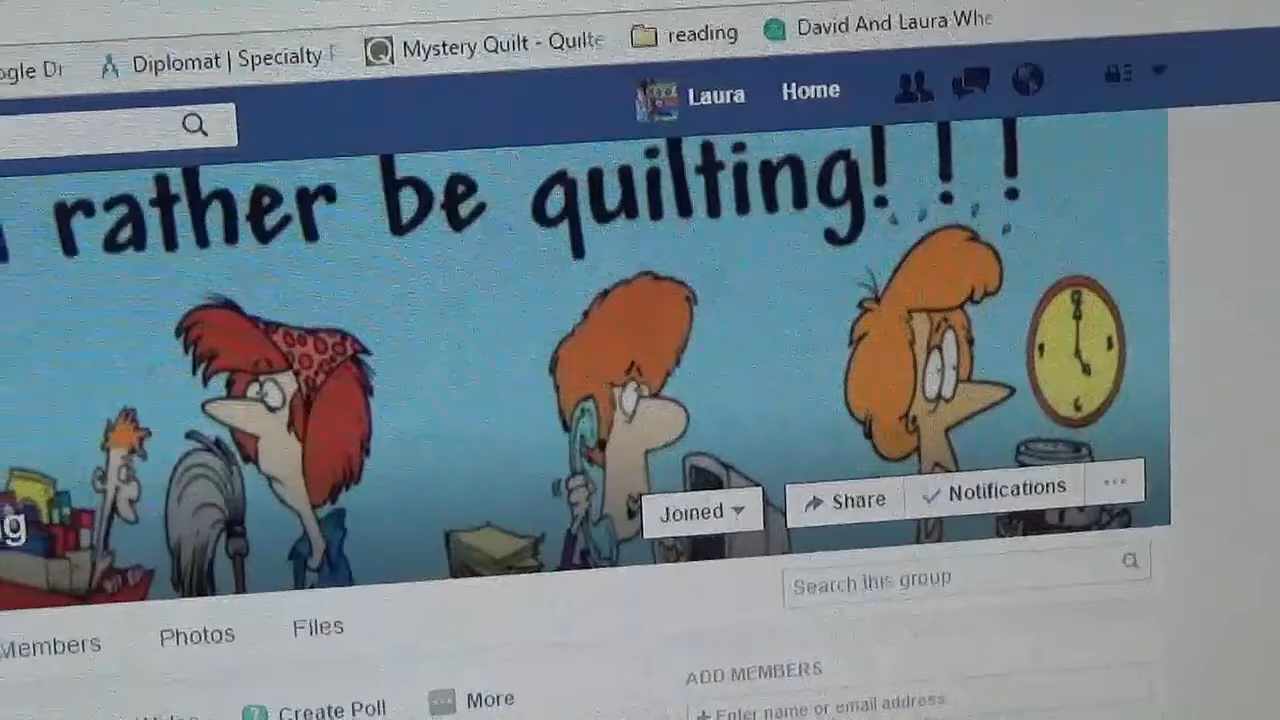 Diplomat | Specialty
Mystery Quilt - Quilte
reading
David And Laura Whe
Laura
Home
rather be quilting!!!
Joined
Share
Notifications
Search this group
Members
Photos
Files
ADD MEMBERS
Create Poll
More
+ Enter name or email address